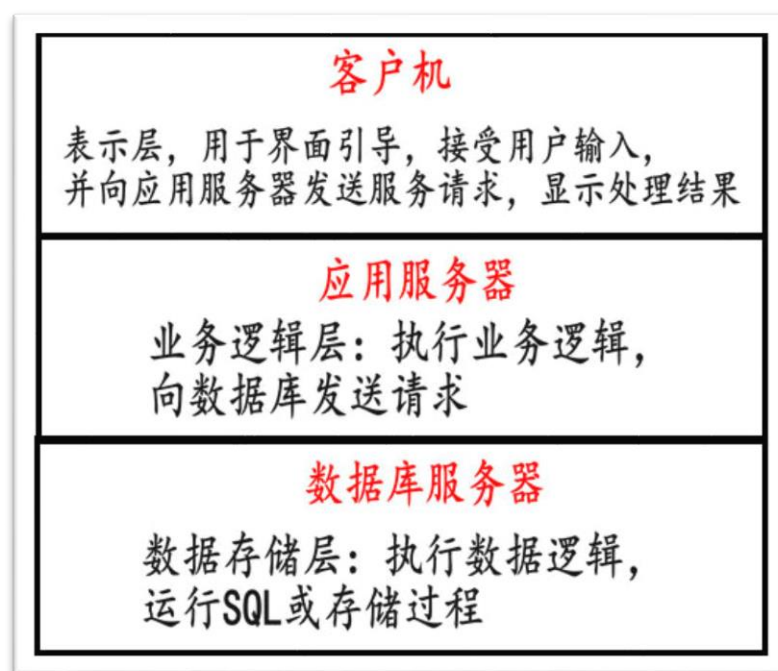 客户机
表示层，用于界面引导，接受用户输入，
并向应用服务器发送服务请求，显示处理结果
应用服务器
业务逻辑层：执行业务逻辑，
向数据库发送请求
数据库服务器
数据存储层：执行数据逻辑，
运行SQL或存储过程